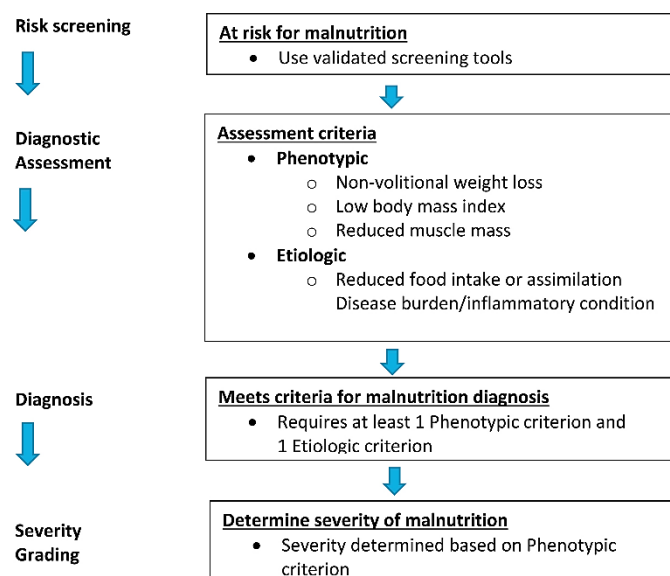 Risk screening
At risk for malnutrition
• Use validated screening tools
Diagnostic
Assessment
Assessment criteria
• Phenotypic
o Non-volitional weight loss
o Low body mass index
o Reduced muscle mass
• Etiologic
o Reduced food intake or assimilation
Disease burden/inflammatory condition
Diagnosis
Meets criteria for malnutrition diagnosis
• Requires at least 1 Phenotypic criterion and
1 Etiologic criterion
Severity
Grading
Determine severity of malnutrition
• Severity determined based on Phenotypic
criterion